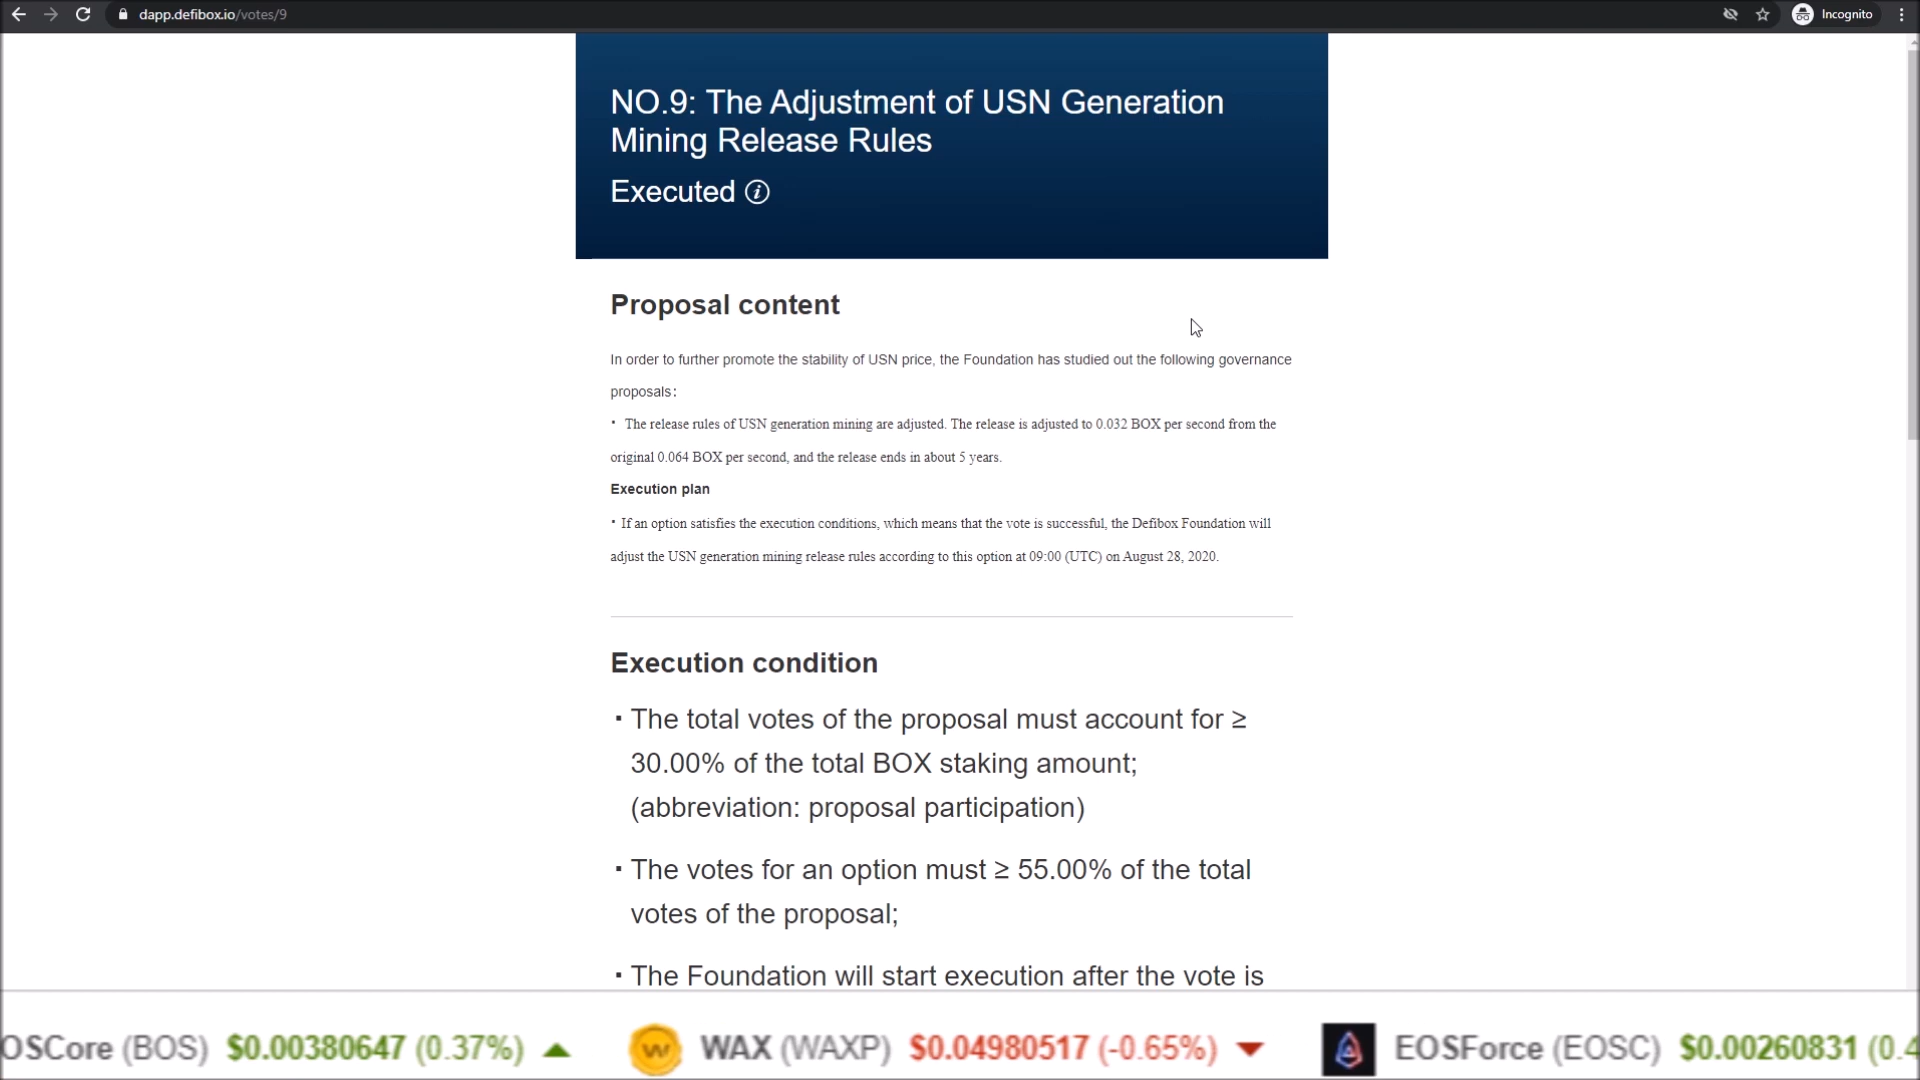 dapp.defibox.io/votes/9
Incognito
NO.9: The Adjustment of USN Generation
Mining Release Rules
Executed
Proposal content
In order to further promote the stability of USN price, the Foundation has studied out the following governance
proposals：
· The release rules of USN generation mining are adjusted. The release is adjusted to 0.032 BOX per second from the
original 0.064 BOX per second, and the release ends in about 5 years.
Execution plan
· If an option satisfies the execution conditions, which means that the vote is successful, the Defibox Foundation will
adjust the USN generation mining release rules according to this option at 09:00 (UTC) on August 28, 2020.
Execution condition
· The total votes of the proposal must account for ≥
30.00% of the total BOX staking amount;
(abbreviation: proposal participation)
· The votes for an option must ≥ 55.00% of the total
votes of the proposal;
· The Foundation will start execution after the vote is
OSCore (BOS) $0.00380647 (0.37%) WAX (WAXP) $0.04980517 (-0.65%) EOSForce (EOSC) $0.00260831 (0.4